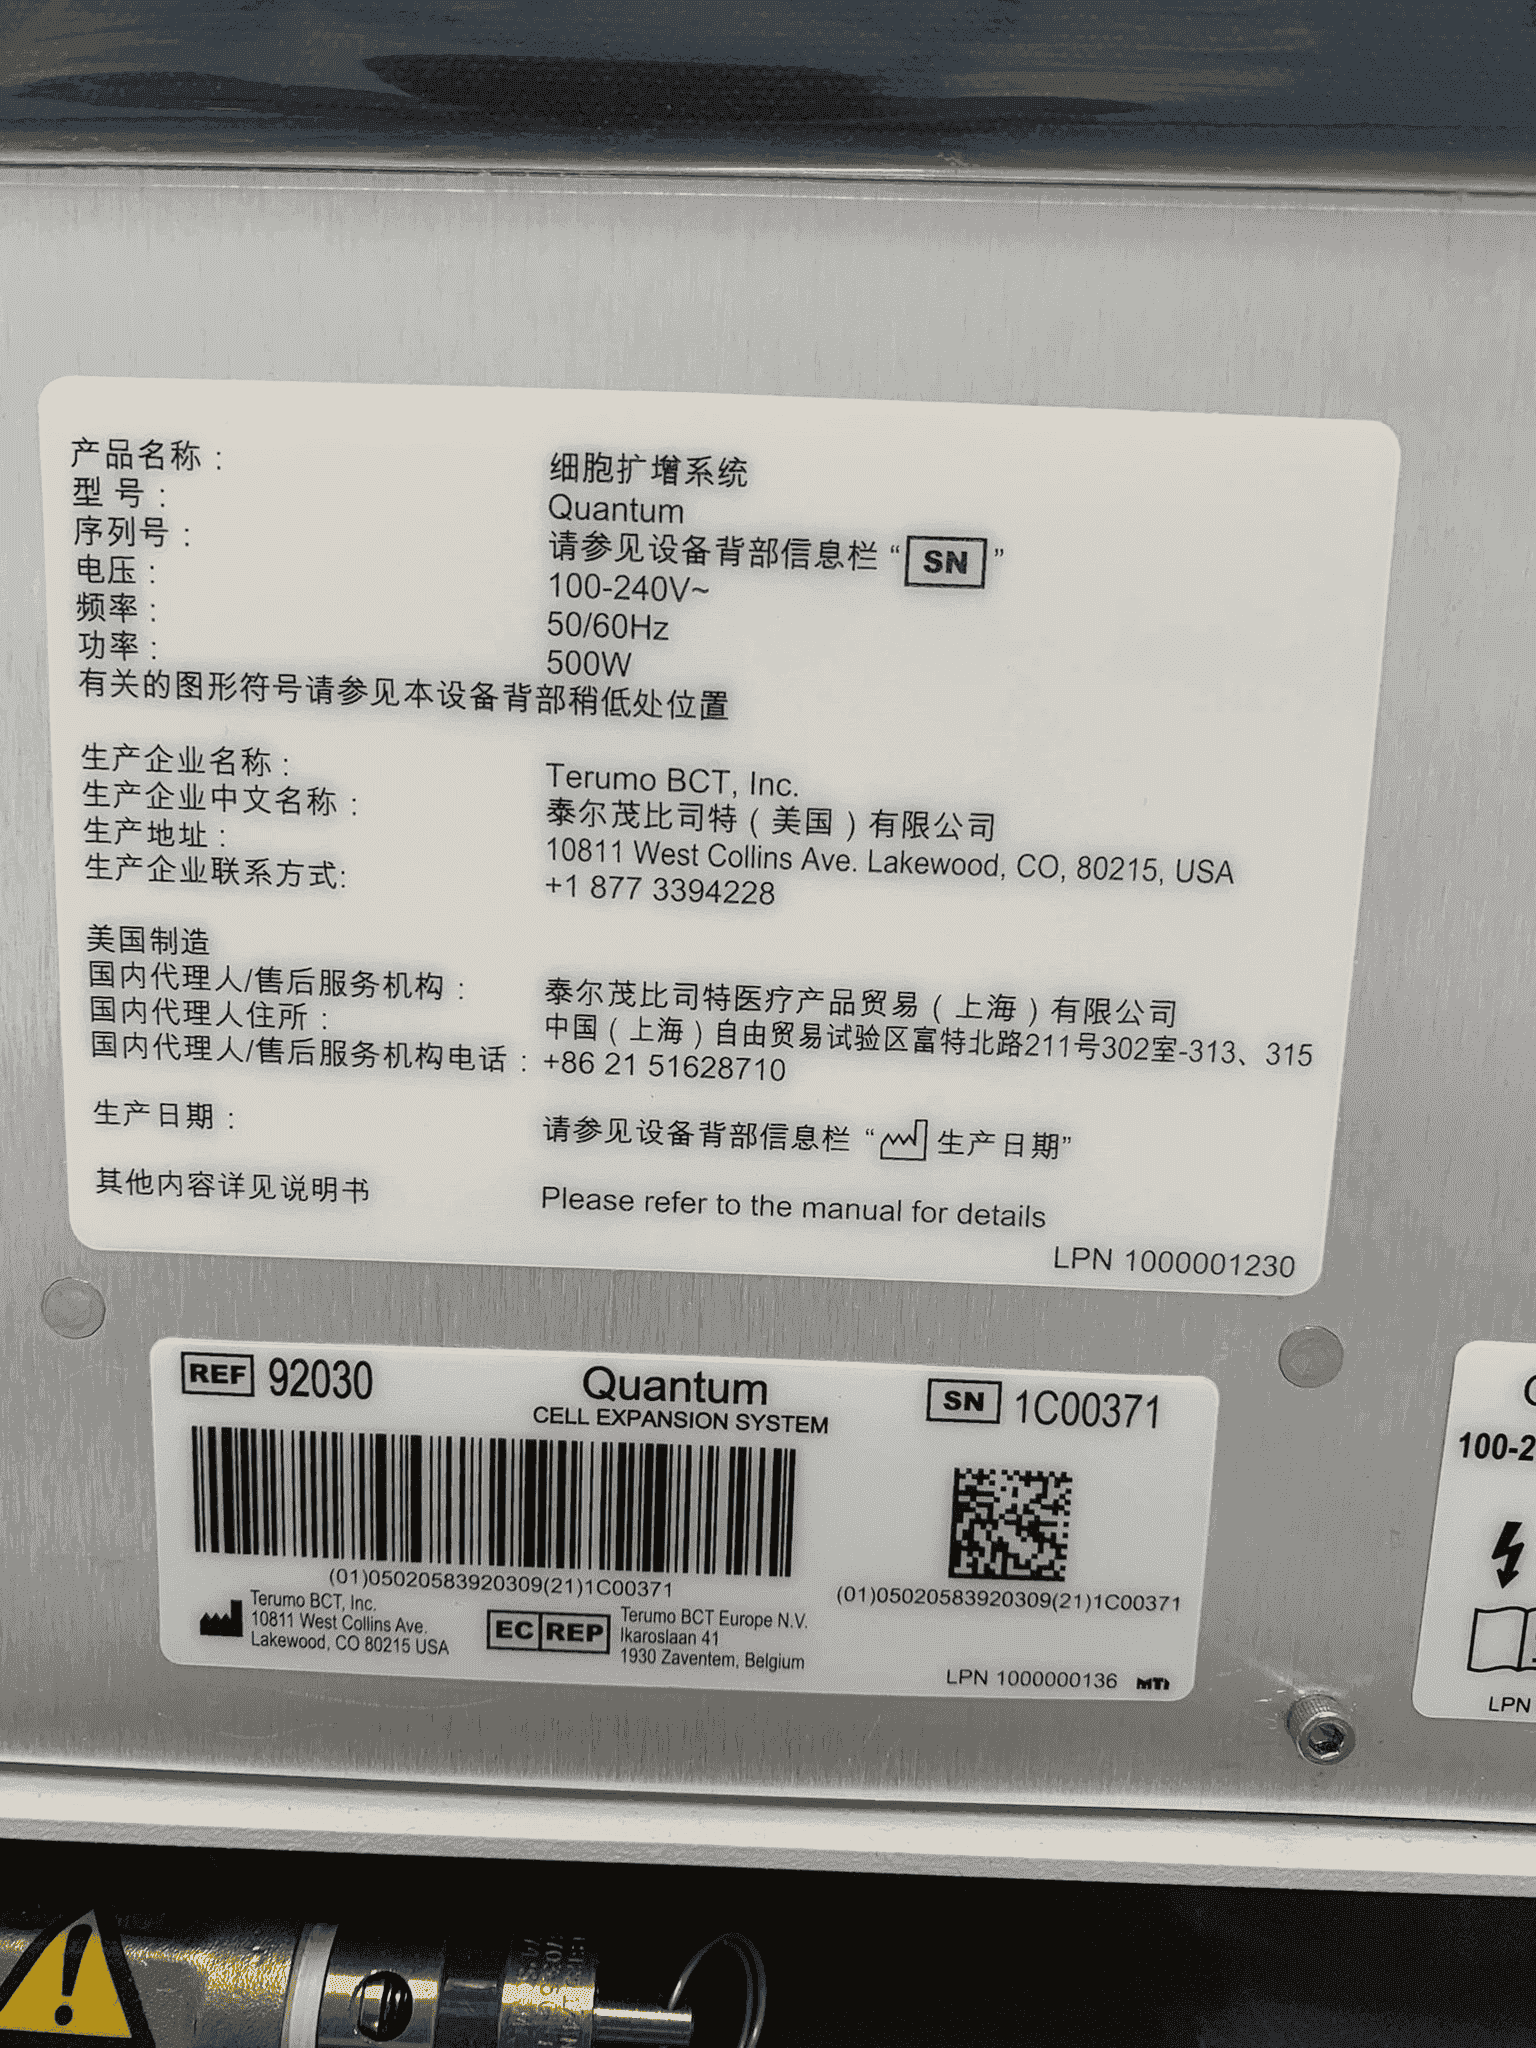 产品名称： 细胞扩增系统
型 号： Quantum
序列号： 请参见设备背部信息栏 “SN”
电压： 100-240V~
频率： 50/60Hz
功率： 500W
有关的图形符号请参见本设备背部稍低处位置
生产企业名称： Terumo BCT, Inc.
生产企业中文名称： 泰尔茂比司特（美国）有限公司
生产地址： 10811 West Collins Ave. Lakewood, CO, 80215, USA
生产企业联系方式: +1 877 3394228
美国制造
国内代理人/售后服务机构： 泰尔茂比司特医疗产品贸易（上海）有限公司
国内代理人住所： 中国（上海）自由贸易试验区富特北路211号302室-313、315
国内代理人/售后服务机构电话： +86 21 51628710
生产日期： 请参见设备背部信息栏 “生产日期”
其他内容详见说明书 Please refer to the manual for details
LPN 1000001230
REF 92030
Quantum
CELL EXPANSION SYSTEM
SN 1C00371
(01)05020583920309(21)1C00371
(01)05020583920309(21)1C00371
Terumo BCT, Inc.
10811 West Collins Ave.
Lakewood, CO 80215 USA
EC REP
Terumo BCT Europe N.V.
Ikaroslaan 41
1930 Zaventem, Belgium
LPN 1000000136 MTI
100-2
LPN